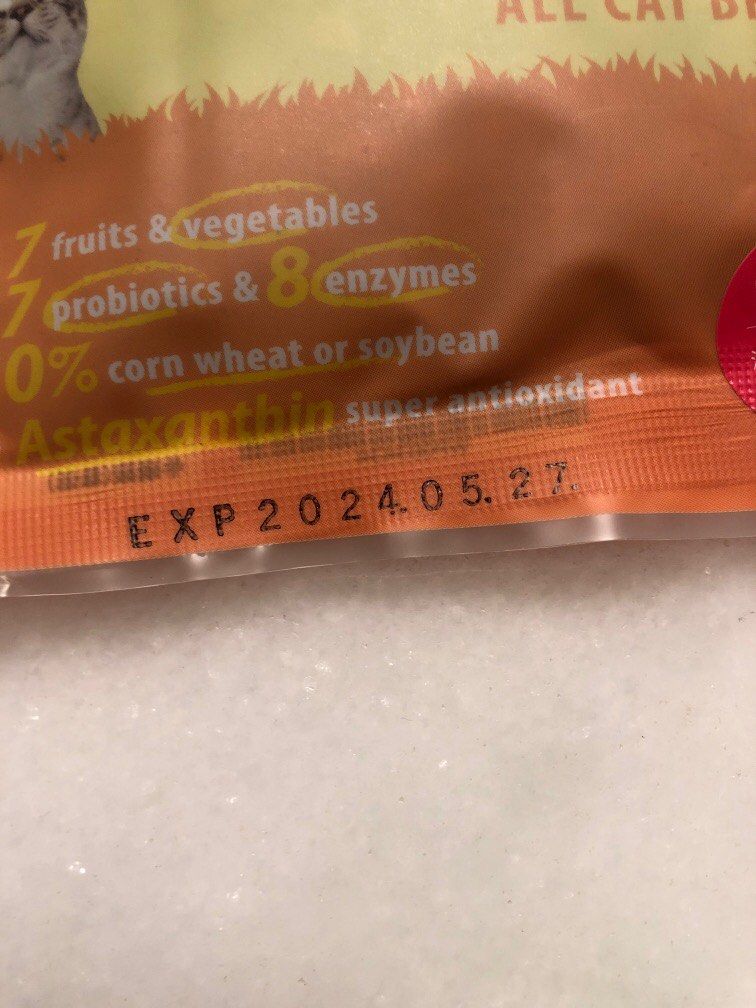 ALL CAT
7 fruits & vegetables
7 probiotics & 8 enzymes
0% corn wheat or soybean
Astaxanthin super antioxidant
EXP 2024.05.27.